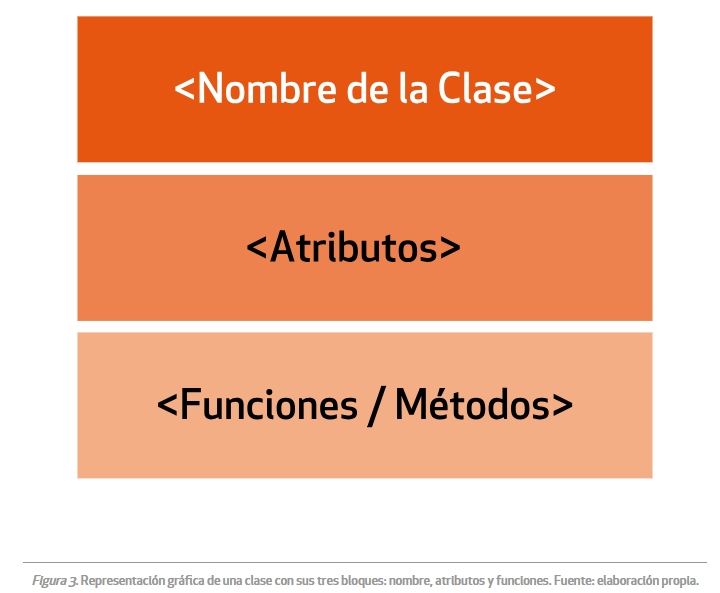 <Nombre de la Clase>
<Atributos>
<Funciones / Métodos>
Figura 3. Representación gráfica de una clase con sus tres bloques: nombre, atributos y funciones. Fuente: elaboración propia.